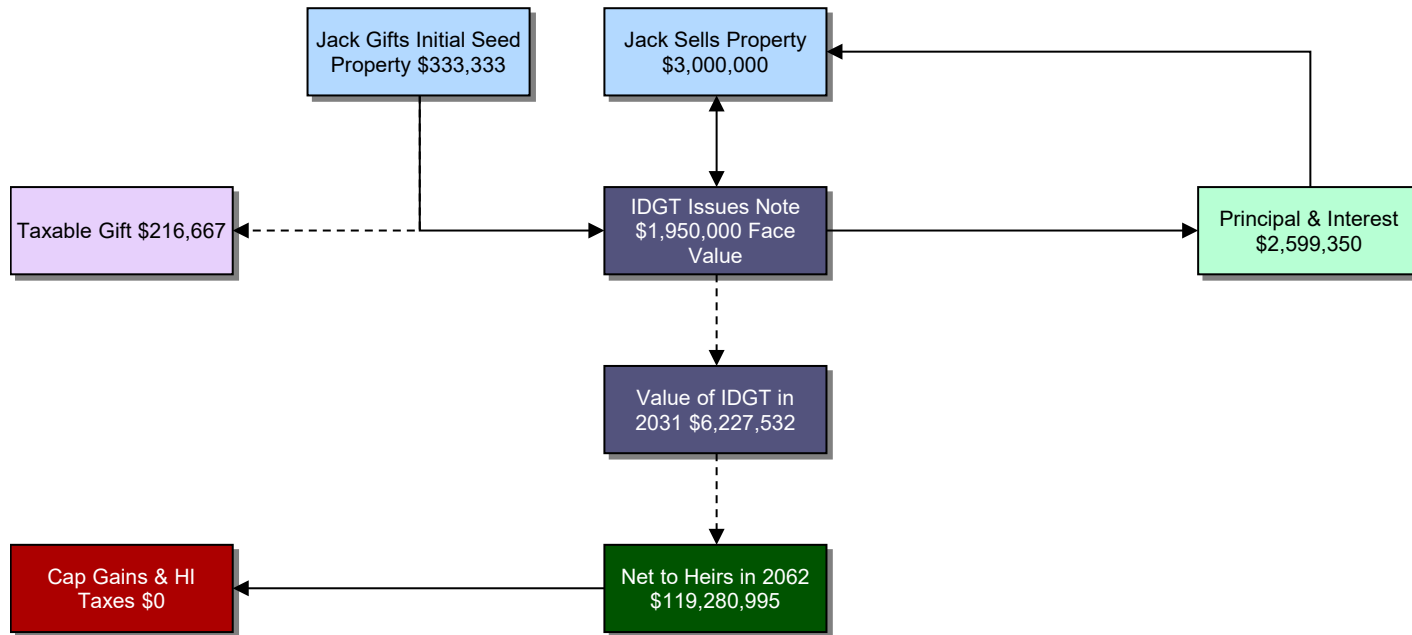 Jack Gifts Initial Seed
Property $333,333
Jack Sells Property
$3,000,000
Taxable Gift $216,667
IDGT Issues Note
$1,950,000 Face
Value
Principal & Interest
$2,599,350
Value of IDGT in
2031 $6,227,532
Cap Gains & HI
Taxes $0
Net to Heirs in 2062
$119,280,995